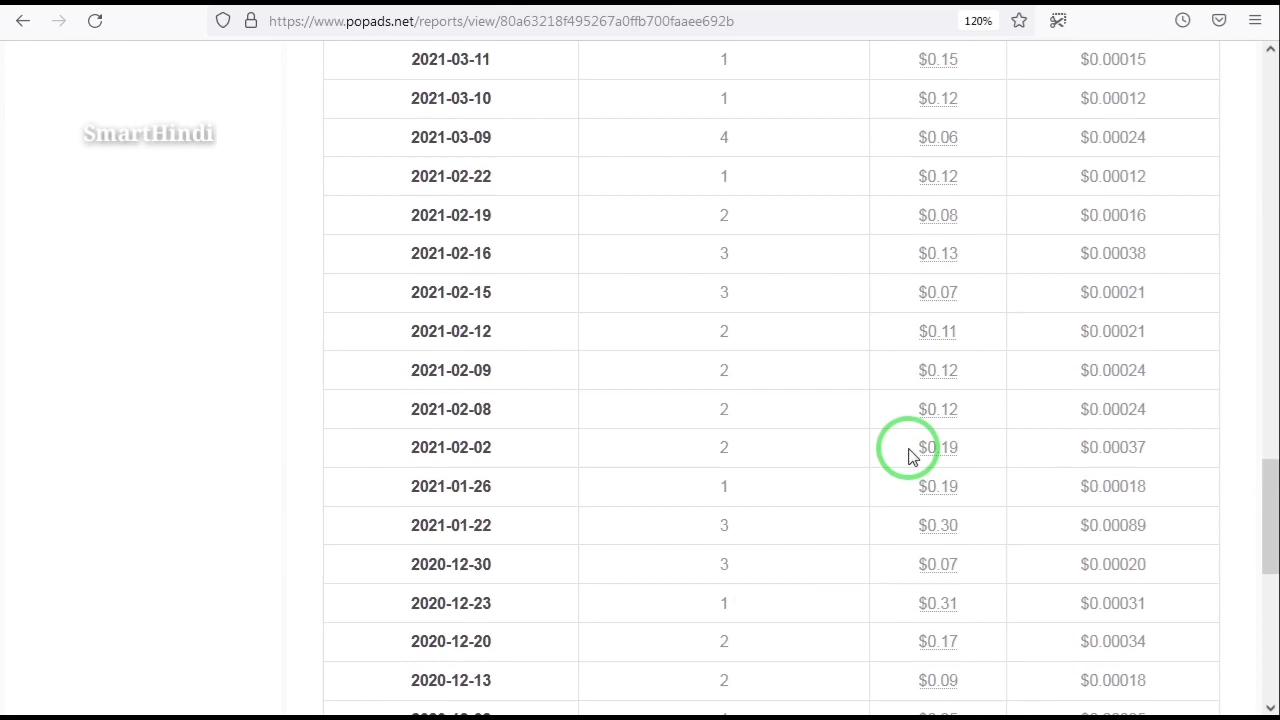 https://www.popads.net/reports/view/80a63218f495267a0ffb700faaee692b 120%
2021-03-11 1 $0.15 $0.00015
2021-03-10 1 $0.12 $0.00012
SmartHindi
2021-03-09 4 $0.06 $0.00024
2021-02-22 1 $0.12 $0.00012
2021-02-19 2 $0.08 $0.00016
2021-02-16 3 $0.13 $0.00038
2021-02-15 3 $0.07 $0.00021
2021-02-12 2 $0.11 $0.00021
2021-02-09 2 $0.12 $0.00024
2021-02-08 2 $0.12 $0.00024
2021-02-02 2 $0.19 $0.00037
2021-01-26 1 $0.19 $0.00018
2021-01-22 3 $0.30 $0.00089
2020-12-30 3 $0.07 $0.00020
2020-12-23 1 $0.31 $0.00031
2020-12-20 2 $0.17 $0.00034
2020-12-13 2 $0.09 $0.00018